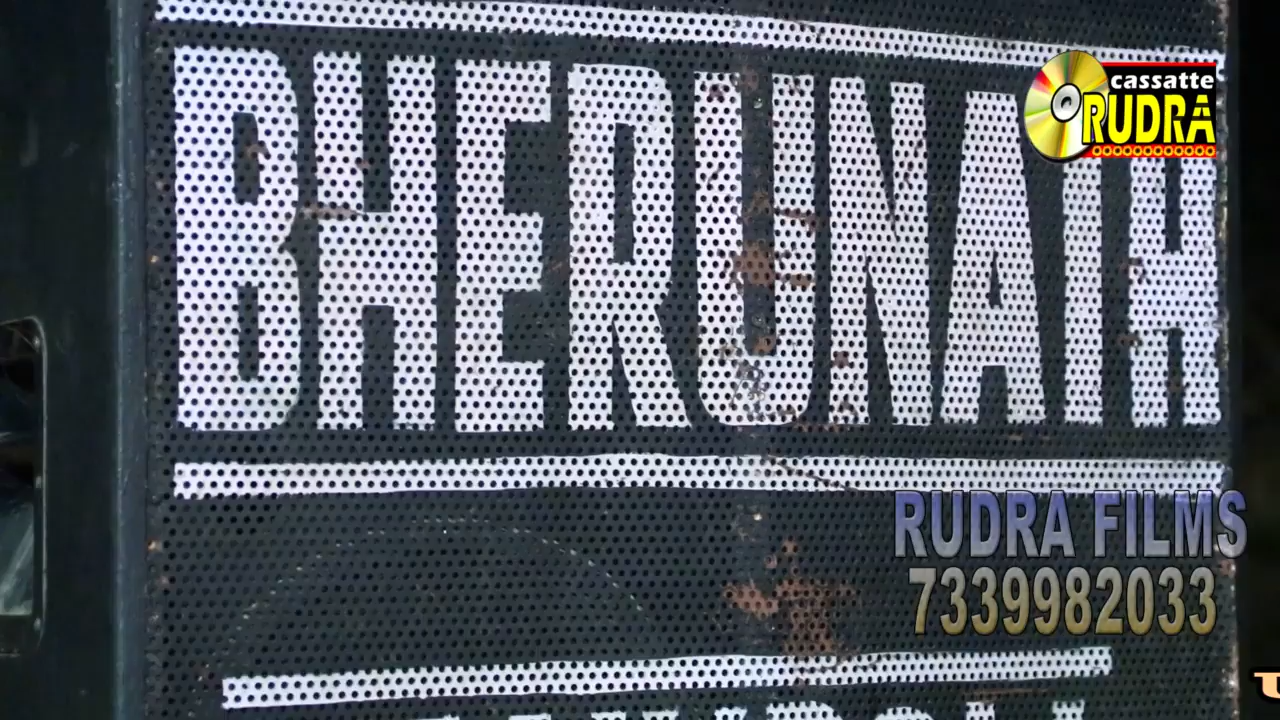 BHERUNATH
cassatte
RUDRA
RUDRA FILMS
7339982033